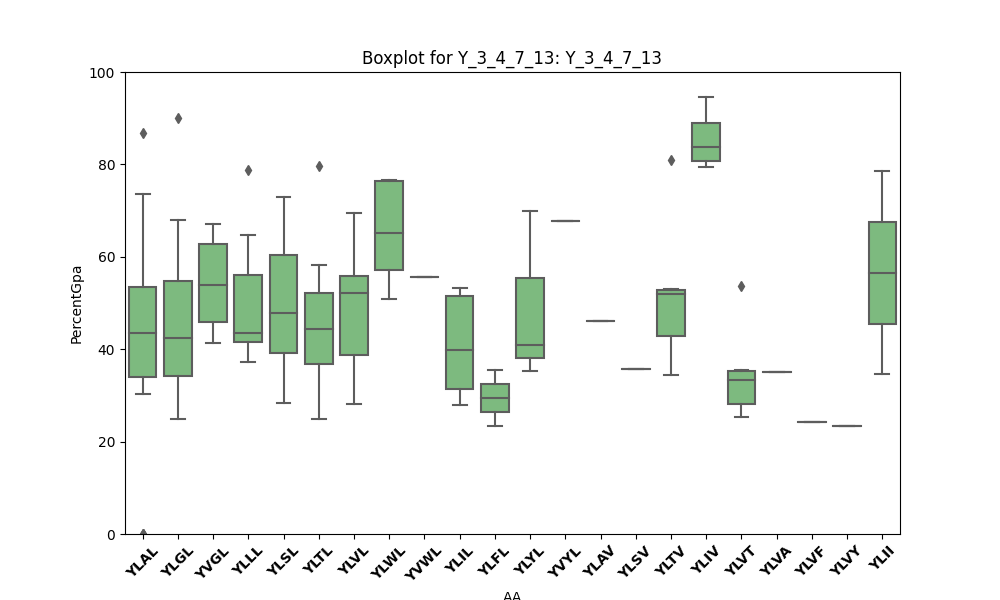 Boxplot for Y_3_4_7_13: Y_3_4_7_13
100
80
60
40
20
0
PercentGpa
YLAL YLGL YVGL YLLL YLSL YLTL YLVL YLWL YVWL YLIL YLFL YLYL YVYL YLAV YLSV YLTV YLIV YLVT YLVA YLVF YLVY YLII
AA